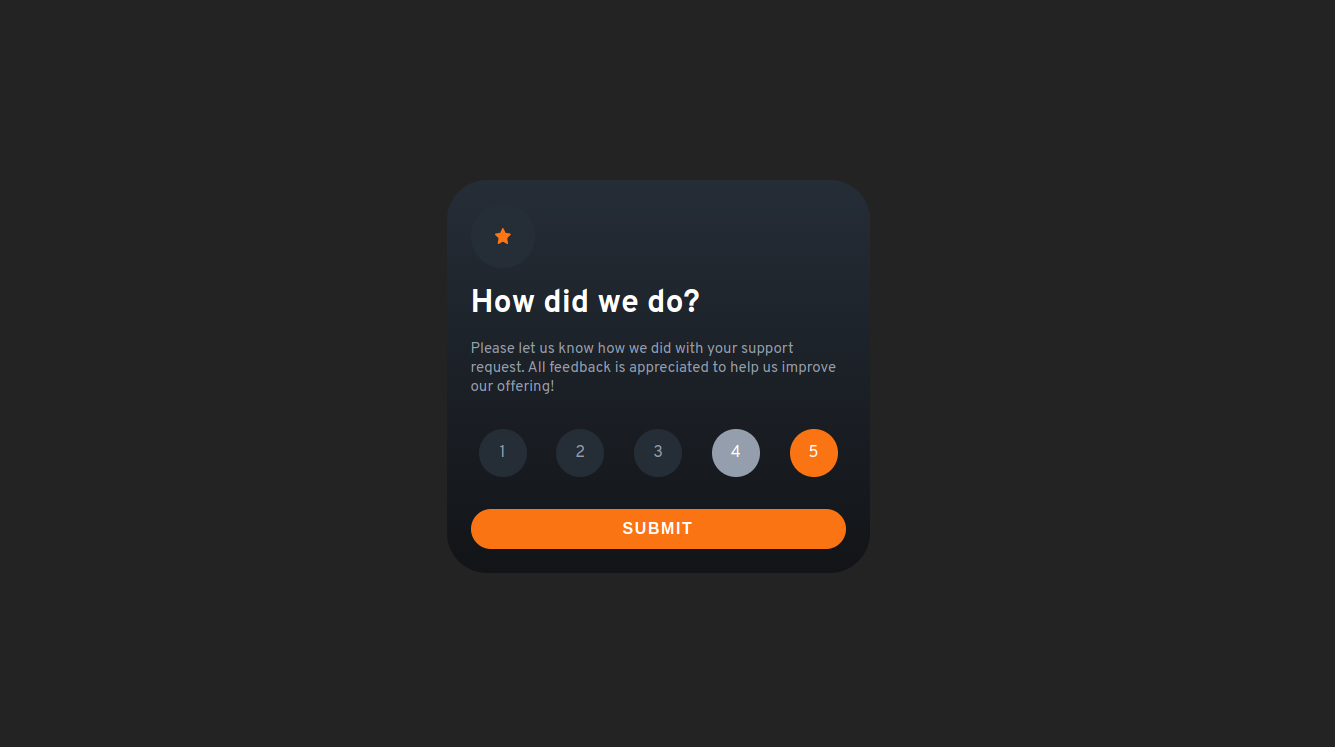 How did we do?
Please let us know how we did with your support
request. All feedback is appreciated to help us improve
our offering!
1 2 3 4 5
SUBMIT